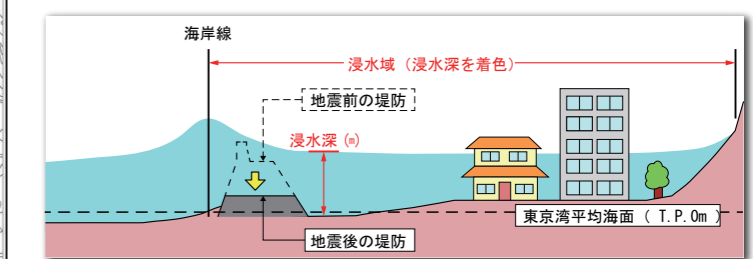 海岸線
浸水域（浸水深を着色）
地震前の堤防
浸水深（m）
東京湾平均海面（ T.P.0m ）
地震後の堤防